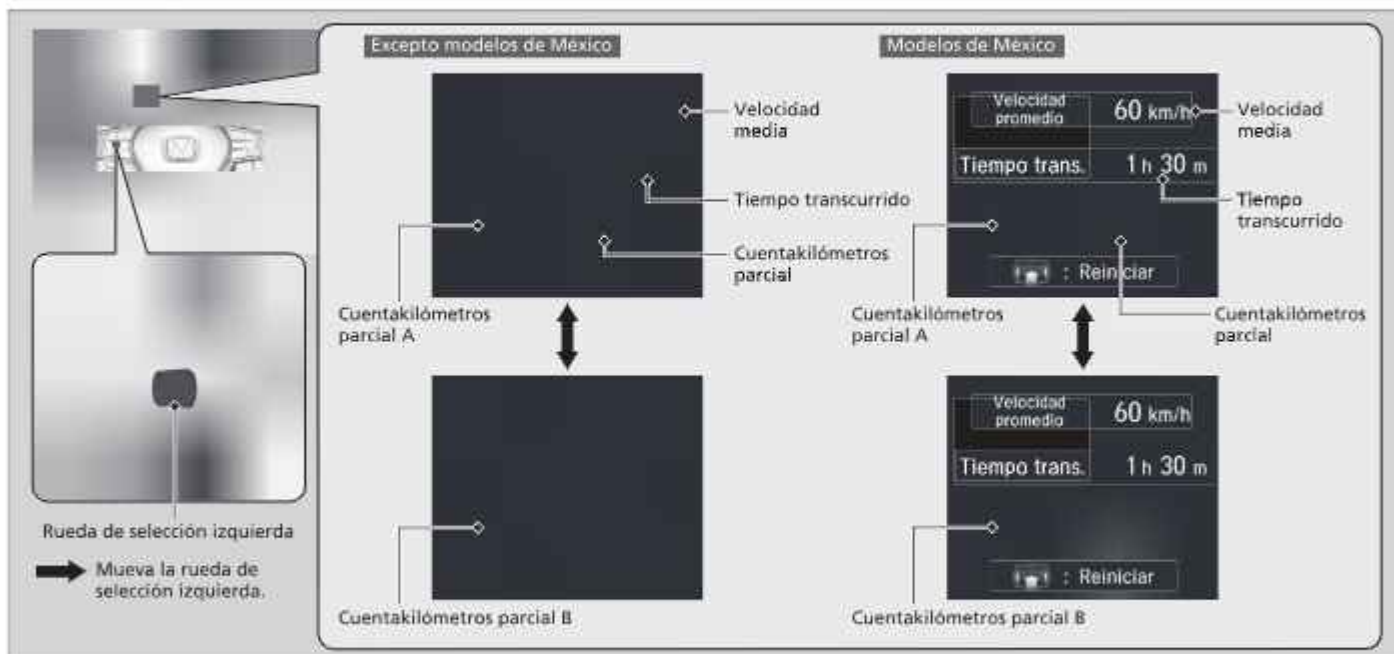 Excepto modelos de México
Velocidad
media
Tiempo transcurrido
Cuentakilómetros
parcial
Cuentakilómetros
parcial A
Cuentakilómetros parcial B
Modelos de México
Velocidad
promedio
60 km/h
Tiempo trans.
1 h 30 m
: Reiniciar
Velocidad
media
Tiempo
transcurrido
Cuentakilómetros
parcial
Cuentakilómetros
parcial A
Velocidad
promedio
60 km/h
Tiempo trans.
1 h 30 m
: Reiniciar
Cuentakilómetros parcial B
Rueda de selección izquierda
Mueva la rueda de
selección izquierda.